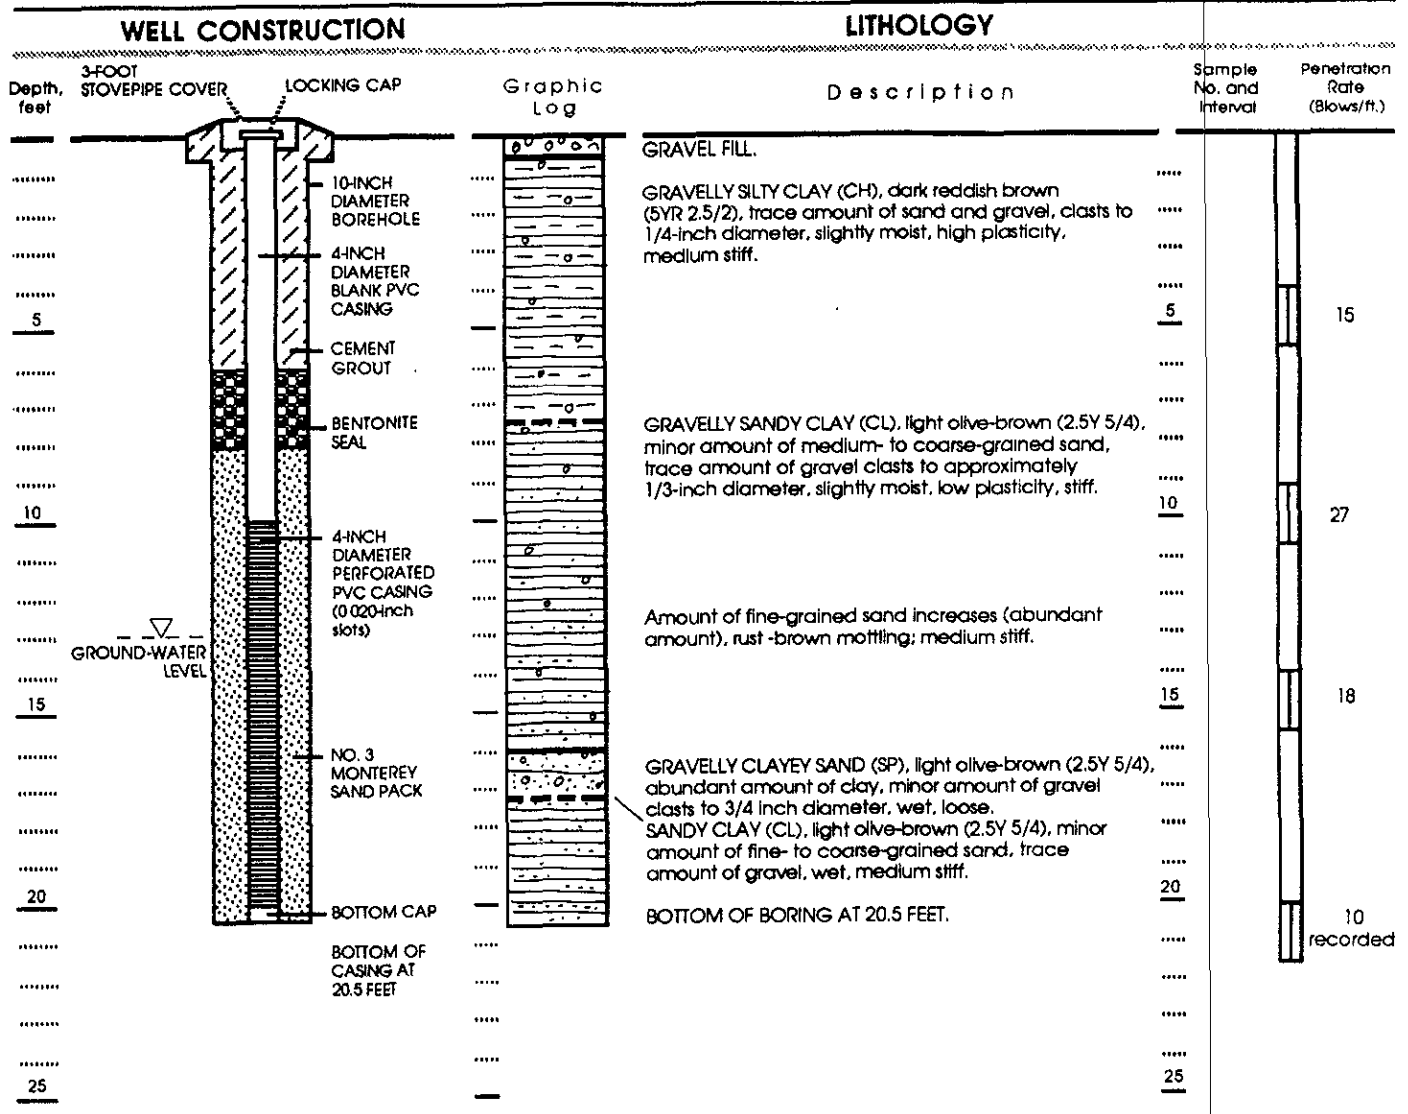 WELL CONSTRUCTION
LITHOLOGY
Depth,
feet
3-FOOT
STOVEPIPE COVER
LOCKING CAP
Graphic
Log
Description
Sample
No. and
Interval
Penetration
Rate
(Blows/ft.)
10-INCH
DIAMETER
BOREHOLE
4-INCH
DIAMETER
BLANK PVC
CASING
CEMENT
GROUT
BENTONITE
SEAL
4-INCH
DIAMETER
PERFORATED
PVC CASING
(0 020-inch
slots)
GROUND-WATER
LEVEL
NO. 3
MONTEREY
SAND PACK
BOTTOM CAP
BOTTOM OF
CASING AT
20.5 FEET
5
10
15
20
25
GRAVEL FILL.
GRAVELLY SILTY CLAY (CH), dark reddish brown
(5YR 2.5/2), trace amount of sand and gravel, clasts to
1/4-inch diameter, slightly moist, high plasticity,
medium stiff.
GRAVELLY SANDY CLAY (CL), light olive-brown (2.5Y 5/4),
minor amount of medium- to coarse-grained sand,
trace amount of gravel clasts to approximately
1/3-inch diameter, slightly moist, low plasticity, stiff.
Amount of fine-grained sand increases (abundant
amount), rust -brown mottling; medium stiff.
GRAVELLY CLAYEY SAND (SP), light olive-brown (2.5Y 5/4),
abundant amount of clay, minor amount of gravel
clasts to 3/4 inch diameter, wet, loose.
SANDY CLAY (CL), light olive-brown (2.5Y 5/4), minor
amount of fine- to coarse-grained sand, trace
amount of gravel, wet, medium stiff.
BOTTOM OF BORING AT 20.5 FEET.
5
10
15
20
25
15
27
18
10
recorded